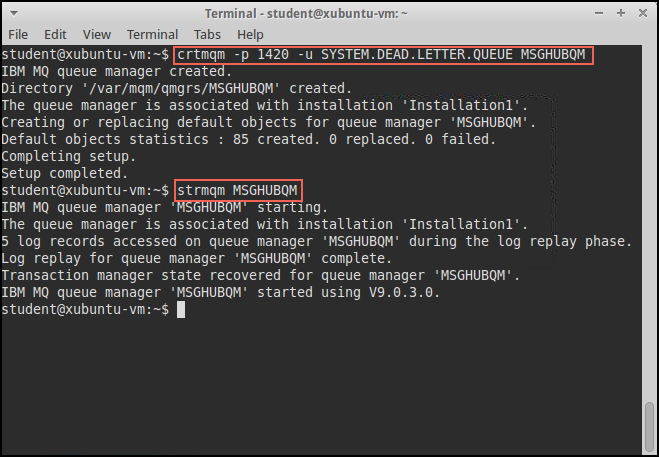 Terminal - student@xubuntu-vm: ~
File Edit View Terminal Tabs Help
student@xubuntu-vm:~$ crtmqm -p 1420 -u SYSTEM.DEAD.LETTER.QUEUE MSGHUBQM
IBM MQ queue manager created.
Directory '/var/mqm/qmgrs/MSGHUBQM' created.
The queue manager is associated with installation 'Installation1'.
Creating or replacing default objects for queue manager 'MSGHUBQM'.
Default objects statistics : 85 created. 0 replaced. 0 failed.
Completing setup.
Setup completed.
student@xubuntu-vm:~$ strmqm MSGHUBQM
IBM MQ queue manager 'MSGHUBQM' starting.
The queue manager is associated with installation 'Installation1'.
5 log records accessed on queue manager 'MSGHUBQM' during the log replay phase.
Log replay for queue manager 'MSGHUBQM' complete.
Transaction manager state recovered for queue manager 'MSGHUBQM'.
IBM MQ queue manager 'MSGHUBQM' started using V9.0.3.0.
student@xubuntu-vm:~$